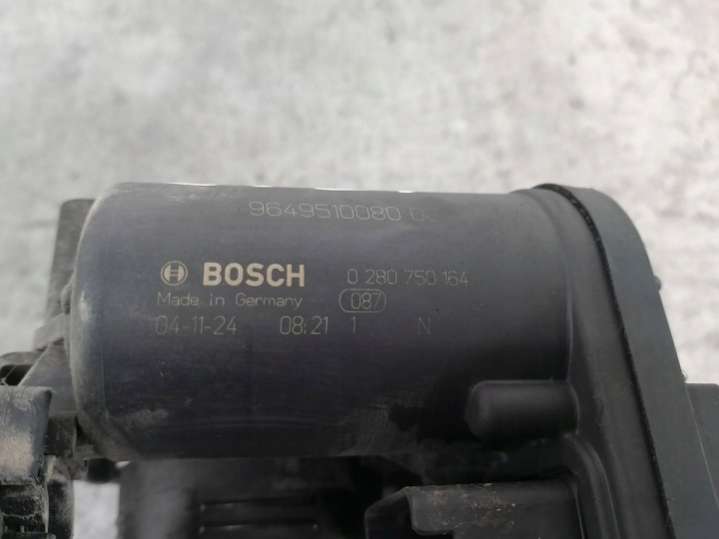 9649510080
BOSCH 0 280 750 164
Made in Germany 087
04-11-24 08:21 1 N